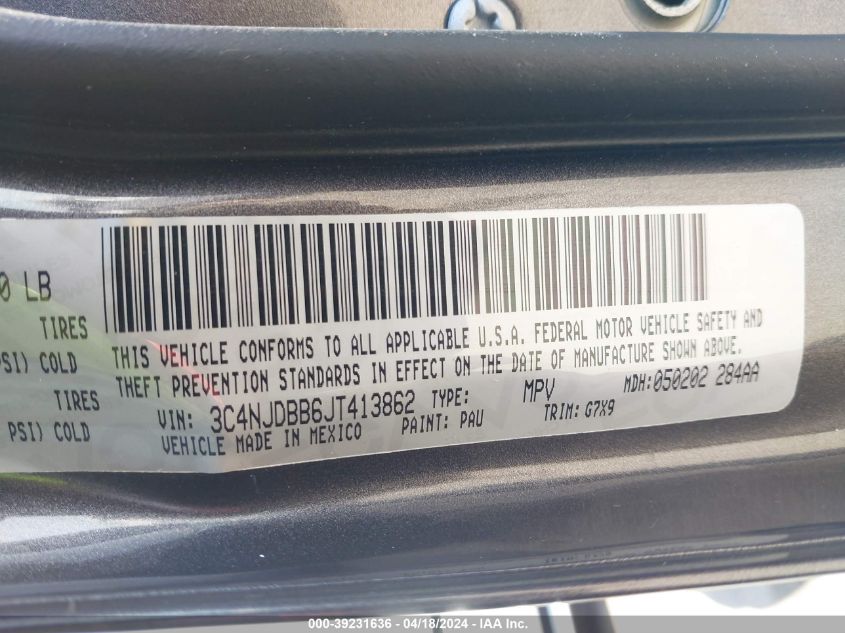 0 LB
TIRES
PSI) COLD
TIRES
PSI) COLD
THIS VEHICLE CONFORMS TO ALL APPLICABLE U.S.A. FEDERAL MOTOR VEHICLE SAFETY AND
THEFT PREVENTION STANDARDS IN EFFECT ON THE DATE OF MANUFACTURE SHOWN ABOVE.
VIN: 3C4NJDBB6JT413862 TYPE: MPV MDH:050202 284AA
VEHICLE MADE IN MEXICO PAINT: PAU TRIM: G7X9
000-39231636 - 04/18/2024 - IAAI.com